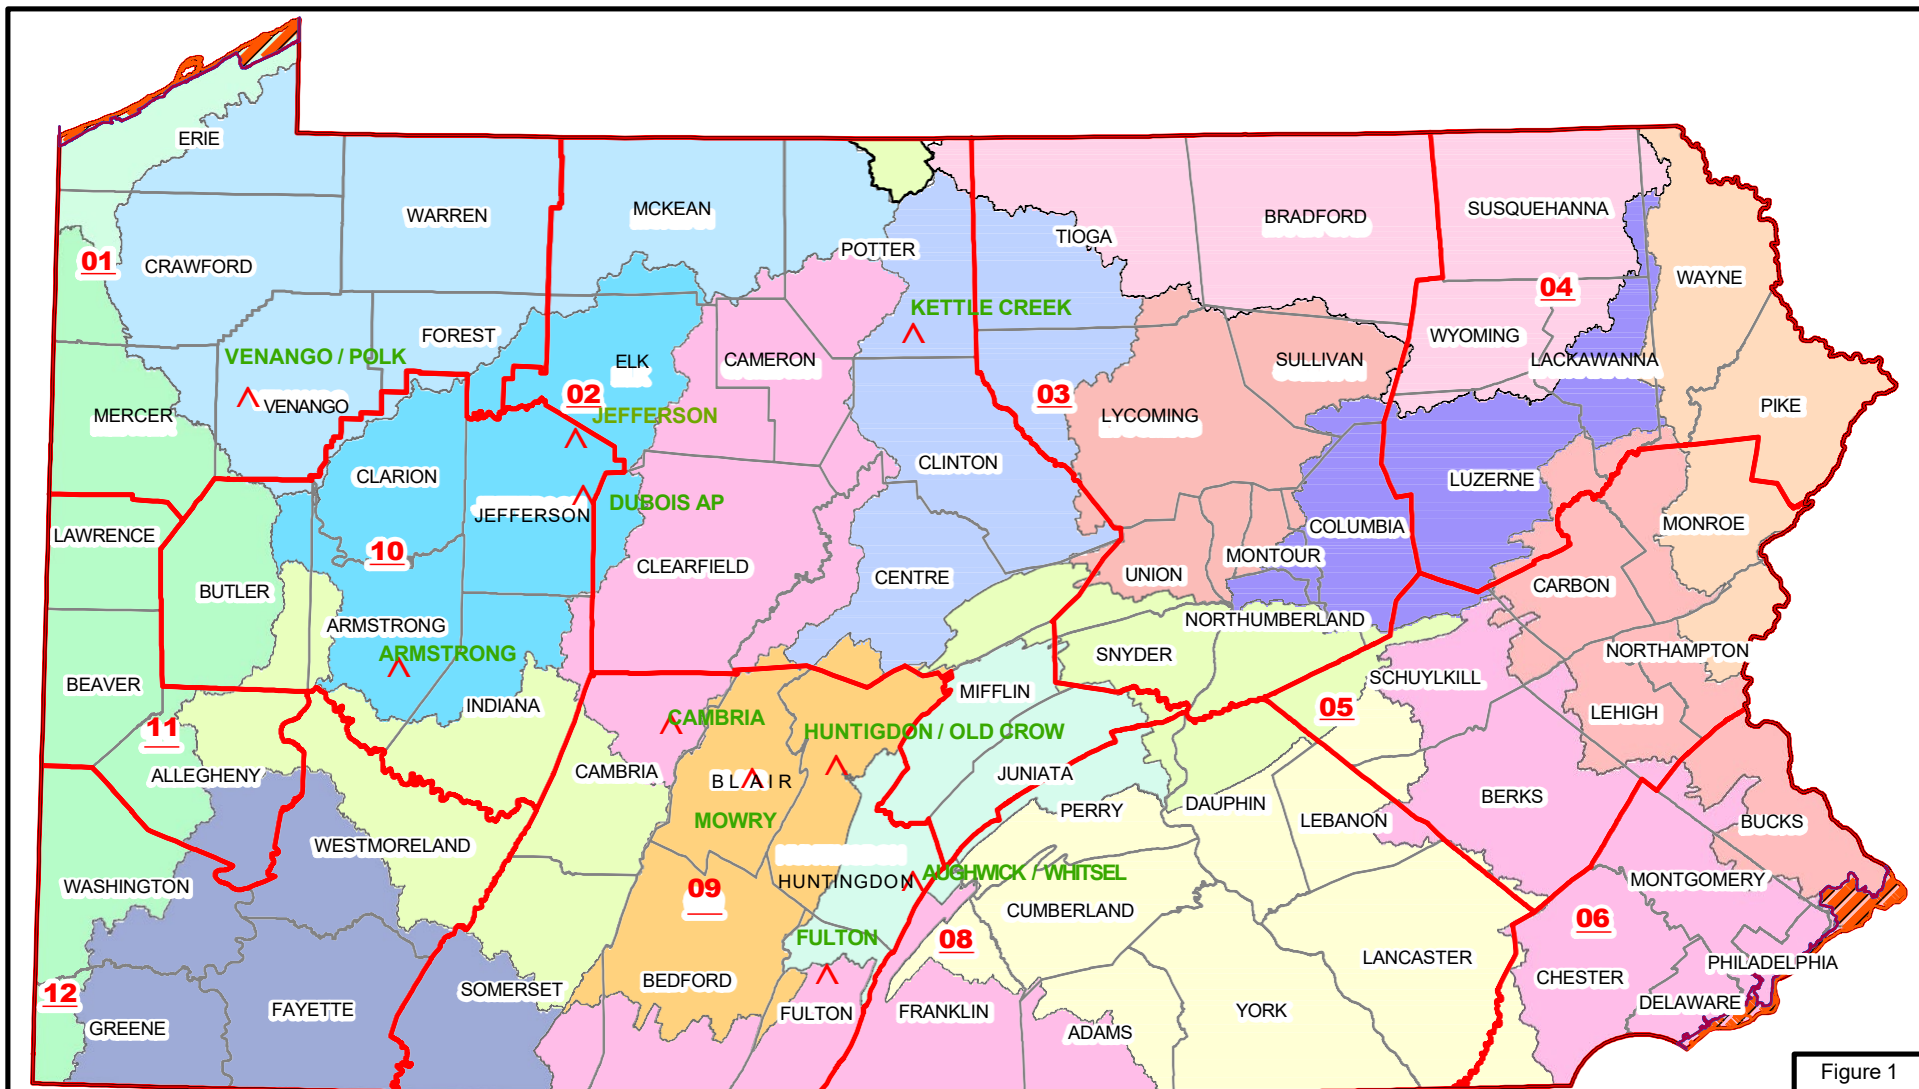 ERIE
WARREN
MCKEAN
BRADFORD
SUSQUEHANNA
TIOGA
POTTER
01
CRAWFORD
WAYNE
04
KETTLE CREEK
FOREST
WYOMING
VENANGO / POLK
CAMERON
ELK
SULLIVAN
LACKAWANNA
02
03
VENANGO
PIKE
MERCER
JEFFERSON
LYCOMING
CLINTON
CLARION
LUZERNE
DUBOIS AP
JEFFERSON
COLUMBIA
MONROE
LAWRENCE
10
MONTOUR
CLEARFIELD
CENTRE
UNION
CARBON
BUTLER
ARMSTRONG
NORTHUMBERLAND
ARMSTRONG
SNYDER
NORTHAMPTON
BEAVER
SCHUYLKILL
MIFFLIN
INDIANA
05
LEHIGH
CAMBRIA
11
HUNTIGDON / OLD CROW
ALLEGHENY
CAMBRIA
BLAIR
JUNIATA
BERKS
PERRY
DAUPHIN
MOWRY
LEBANON
BUCKS
WESTMORELAND
WASHINGTON
09
HUNTINGDON
AUGHWICK / WHITSEL
MONTGOMERY
CUMBERLAND
06
FULTON
08
LANCASTER
PHILADELPHIA
BEDFORD
CHESTER
12
SOMERSET
DELAWARE
FAYETTE
FULTON
FRANKLIN
YORK
GREENE
ADAMS
Figure 1